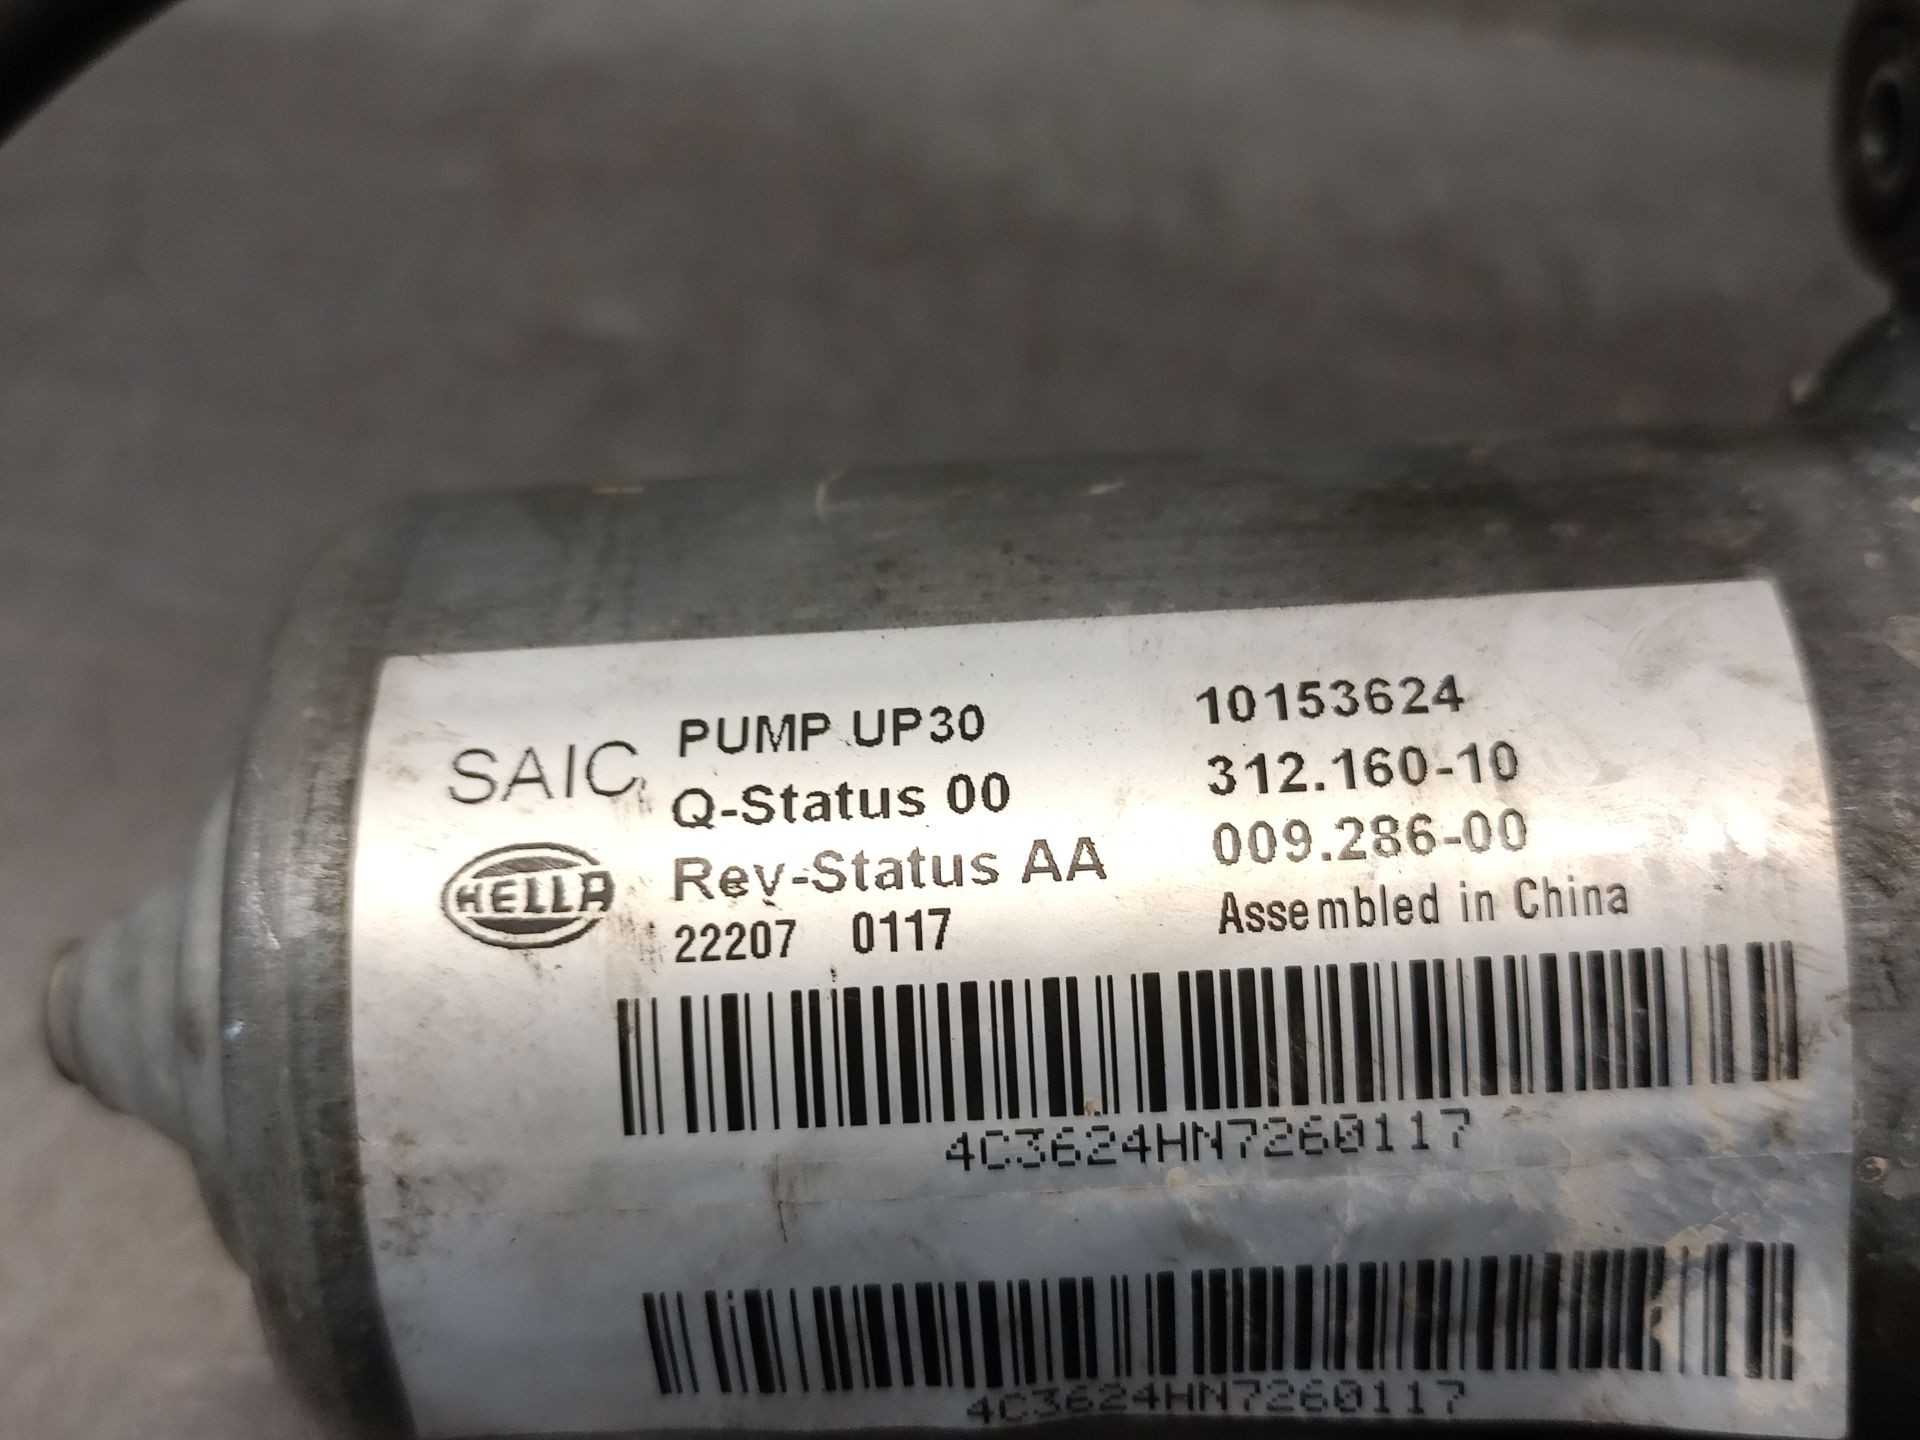 SAIC
HELLA
PUMP UP30
Q-Status 00
Rev-Status AA
22207 0117
10153624
312.160-10
009.286-00
Assembled in China
4C3624HN7260117
4C3624HN7260117